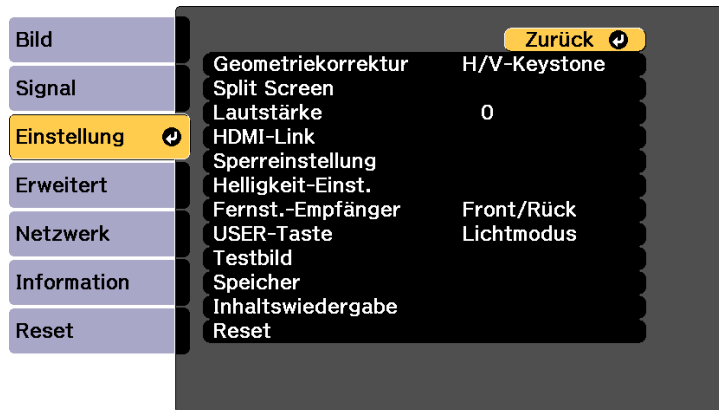 Bild
Signal
Einstellung
Erweitert
Netzwerk
Information
Reset
Zurück
Geometriekorrektur H/V-Keystone
Split Screen
Lautstärke 0
HDMI-Link
Sperreinstellung
Helligkeit-Einst.
Fernst.-Empfänger Front/Rück
USER-Taste Lichtmodus
Testbild
Speicher
Inhaltswiedergabe
Reset